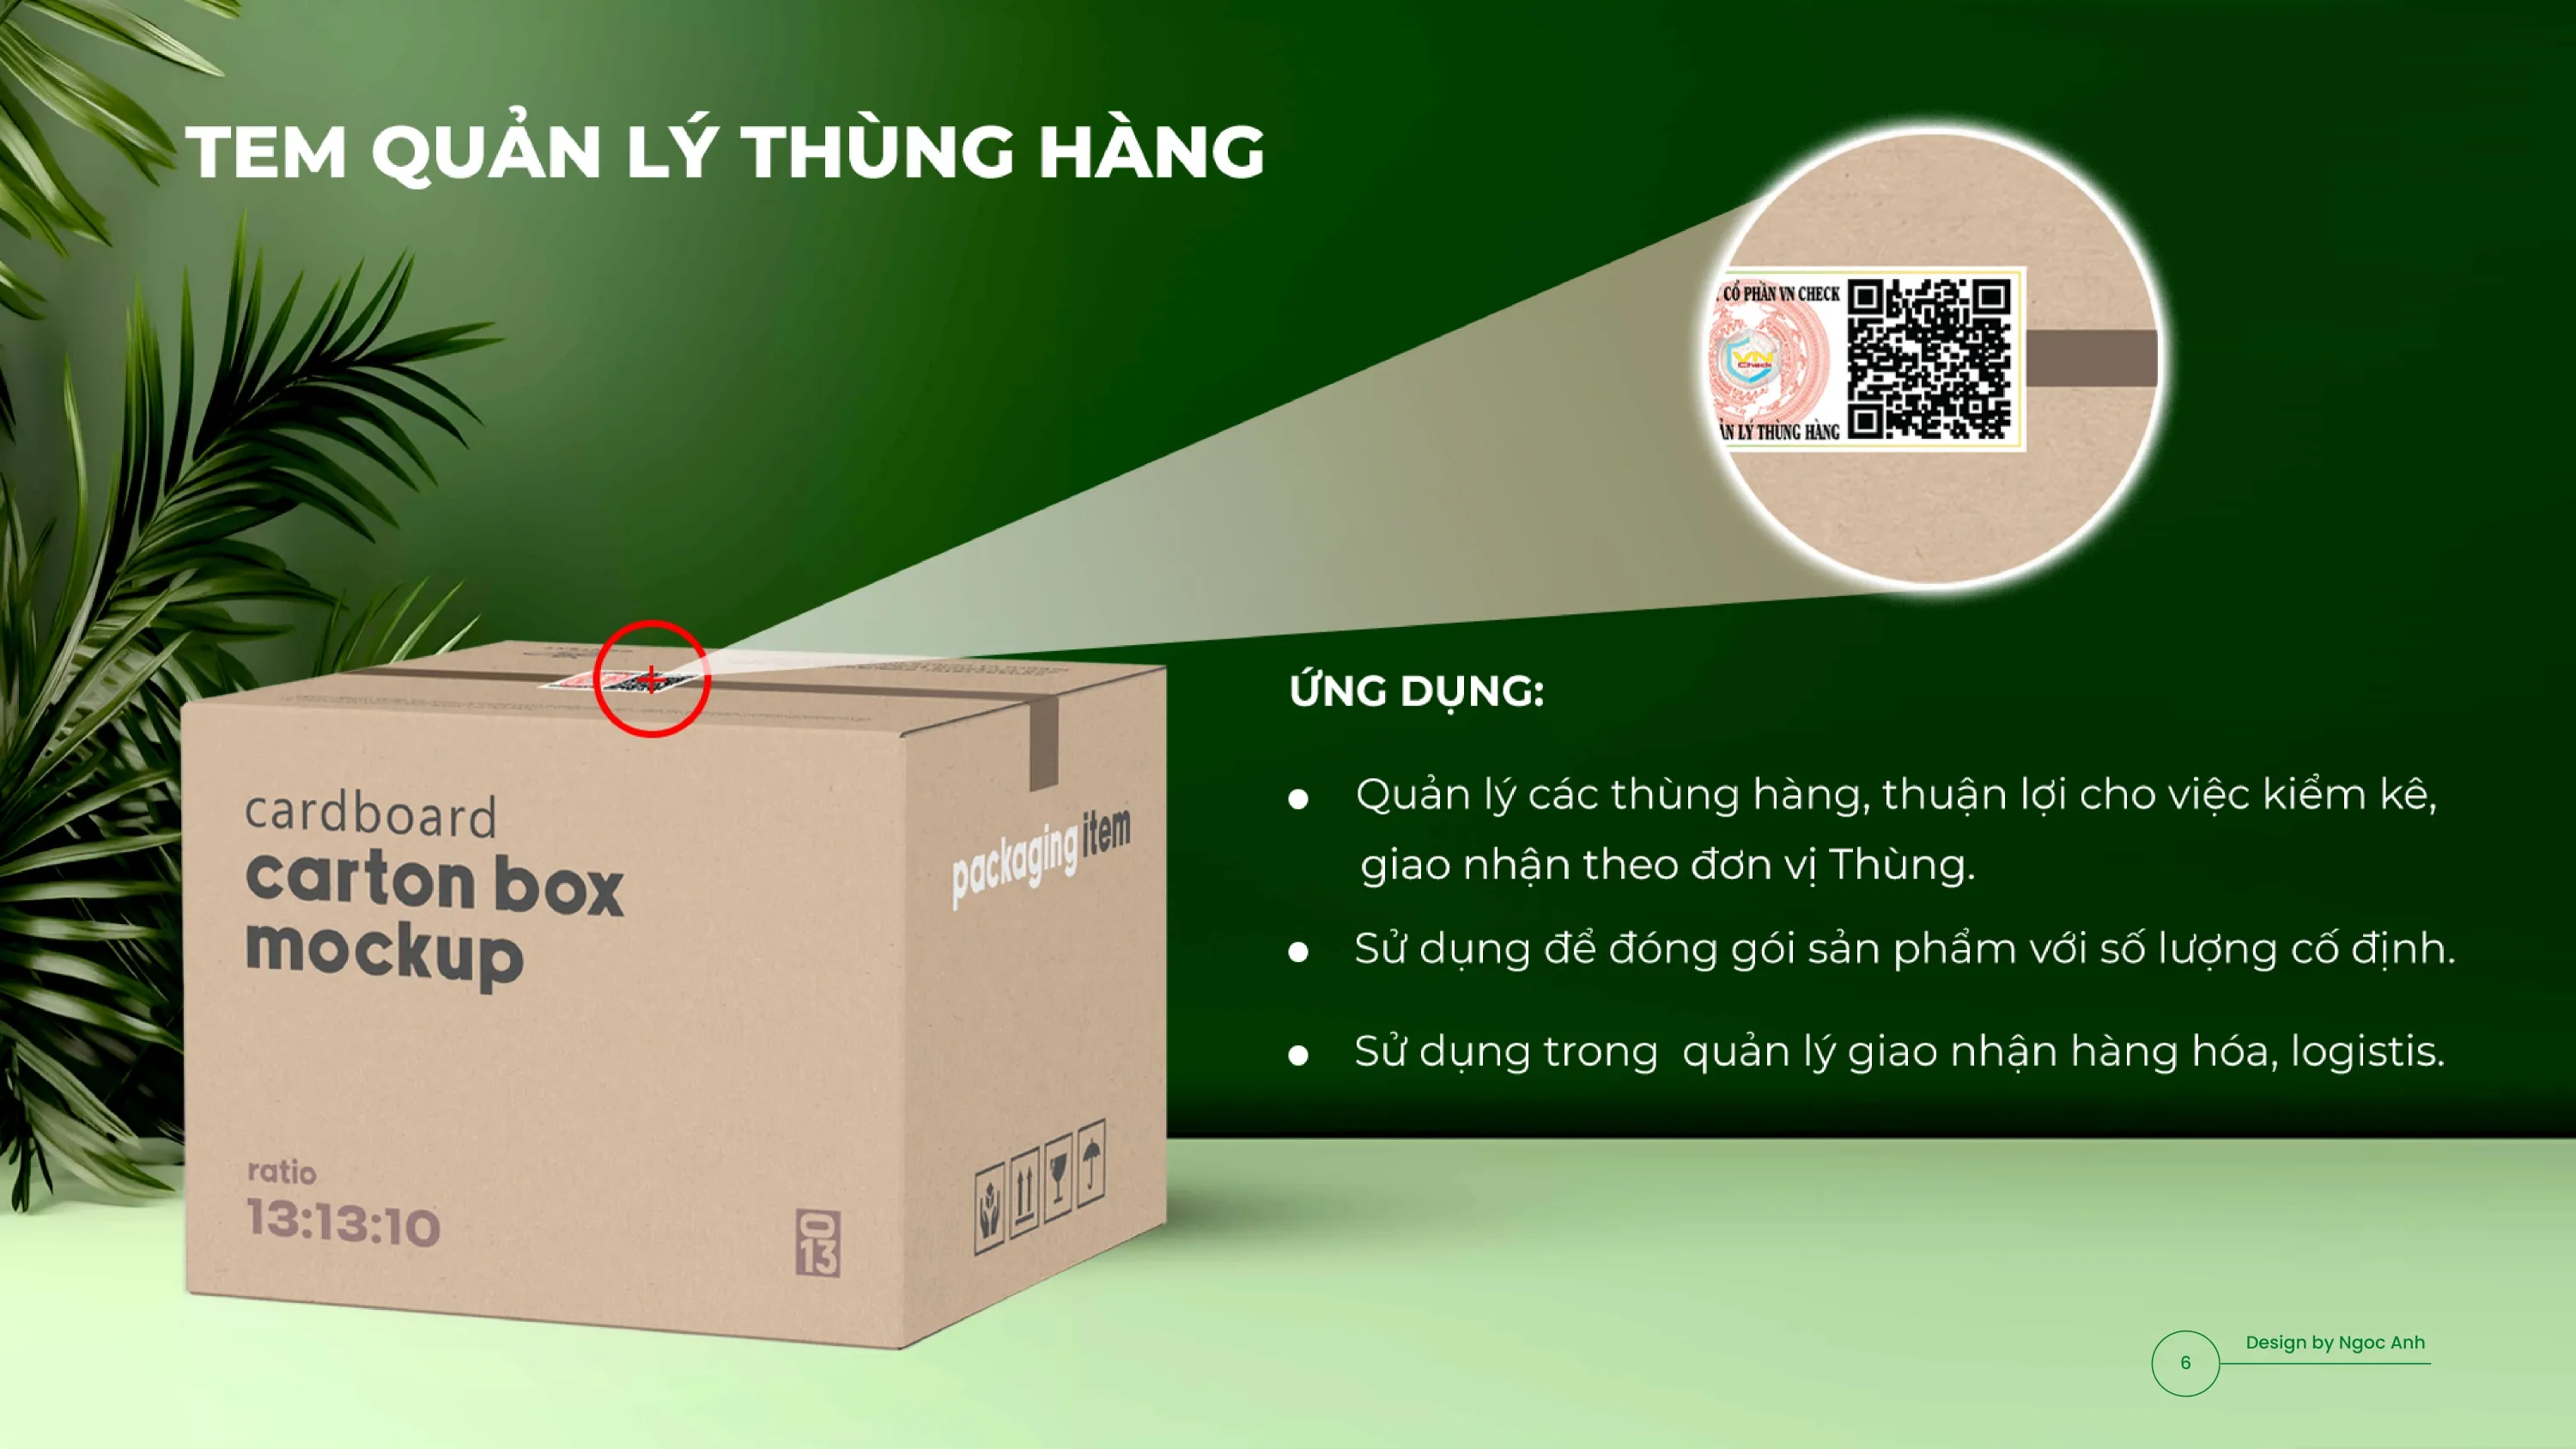 TEM QUẢN LÝ THÙNG HÀNG
CỔ PHẦN VN CHECK
VN
Check
LÝ THÙNG HÀNG
cardboard
carton box
mockup
packaging item
ratio
13:13:10
0
13
ỨNG DỤNG:
Quản lý các thùng hàng, thuận lợi cho việc kiểm kê,
giao nhận theo đơn vị Thùng.
Sử dụng để đóng gói sản phẩm với số lượng cố định.
Sử dụng trong quản lý giao nhận hàng hóa, logistis.
Design by Ngoc Anh
6